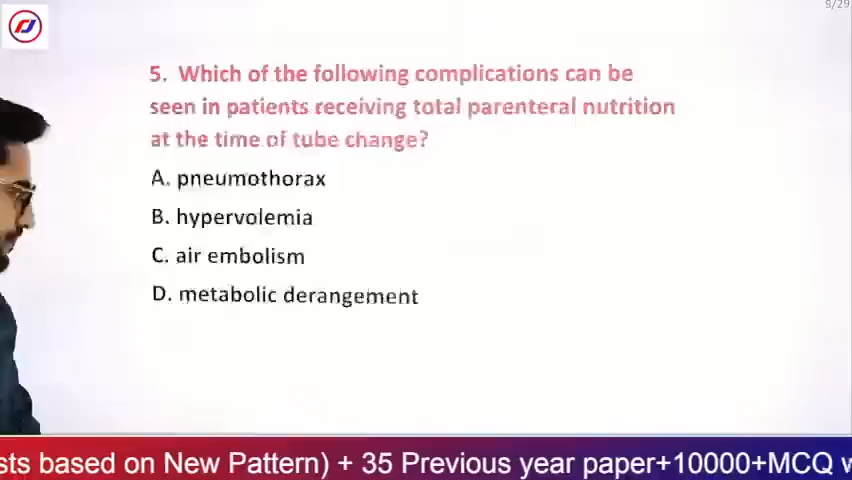 9/29
5. Which of the following complications can be
seen in patients receiving total parenteral nutrition
at the time of tube change?
A. pneumothorax
B. hypervolemia
C. air embolism
D. metabolic derangement
sts based on New Pattern) + 35 Previous year paper+10000+MCQ w